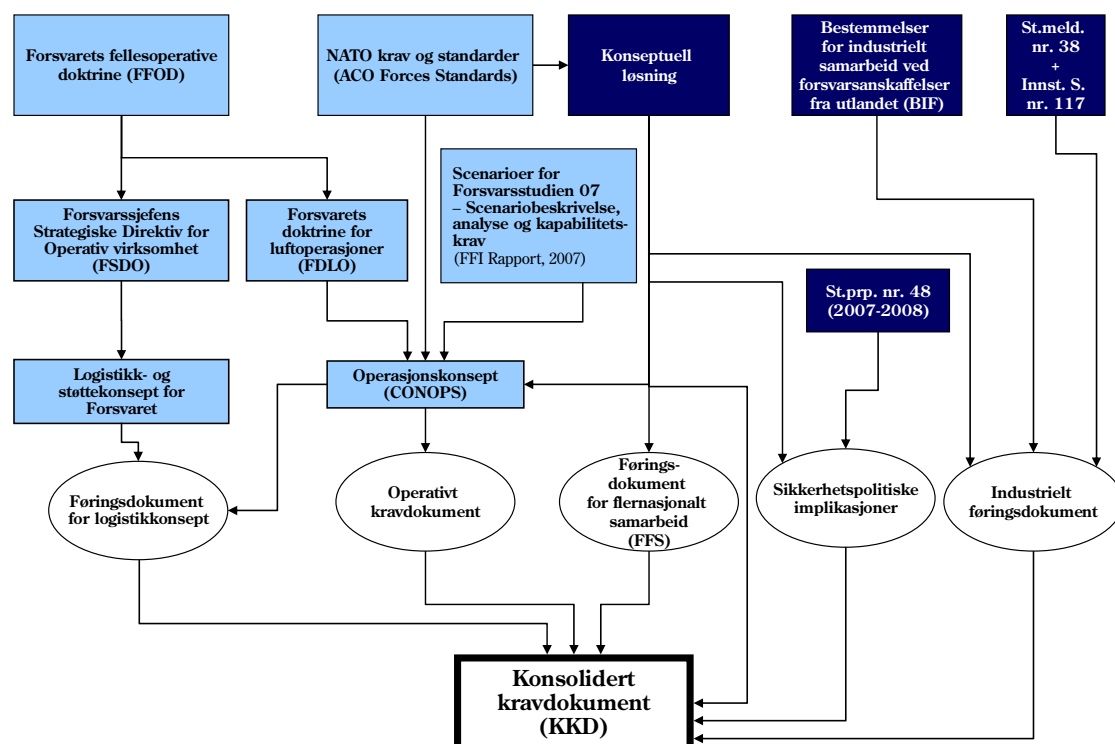 Forsvarets fellesoperative
doktrine (FFOD)
NATO krav og standarder
(ACO Forces Standards)
Konseptuell
løsning
Bestemmelser
for industrielt
samarbeid ved
forsvarsanskaffelser
fra utlandet (BIF)
St.meld.
nr. 38
+
Innst. S.
nr. 117
Forsvarssjefens
Strategiske Direktiv for
Operativ virksomhet
(FSDO)
Forsvarets
doktrine for
luftoperasjoner
(FDLO)
Scenarioer for
Forsvarsstudien 07
– Scenariobeskrivelse,
analyse og kapabilitets-
krav
(FFI Rapport, 2007)
St.prp. nr. 48
(2007-2008)
Logistikk- og
støttekonsept for
Forsvaret
Operasjonskonsept
(CONOPS)
Føringsdokument
for logistikkonsept
Operativt
kravdokument
Førings-
dokument
for flernasjonalt
samarbeid
(FFS)
Sikkerhetspolitiske
implikasjoner
Industrielt
føringsdokument
Konsolidert
kravdokument
(KKD)